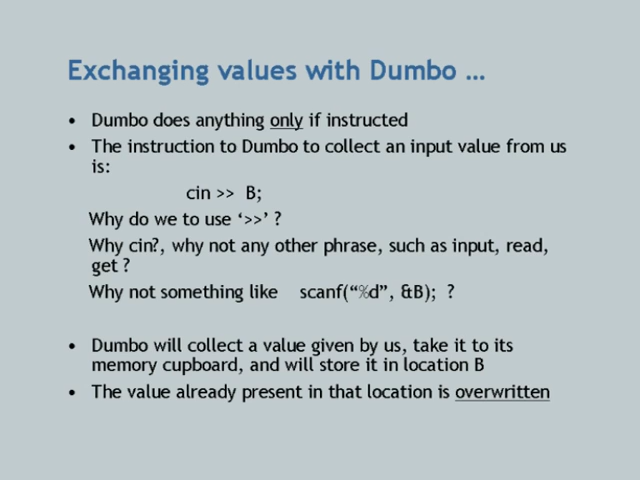 Exchanging values with Dumbo …
• Dumbo does anything only if instructed
• The instruction to Dumbo to collect an input value from us
is:
cin >> B;
Why do we to use ‘>>’ ?
Why cin?, why not any other phrase, such as input, read,
get ?
Why not something like scanf(“%d”, &B); ?
• Dumbo will collect a value given by us, take it to its
memory cupboard, and will store it in location B
• The value already present in that location is overwritten